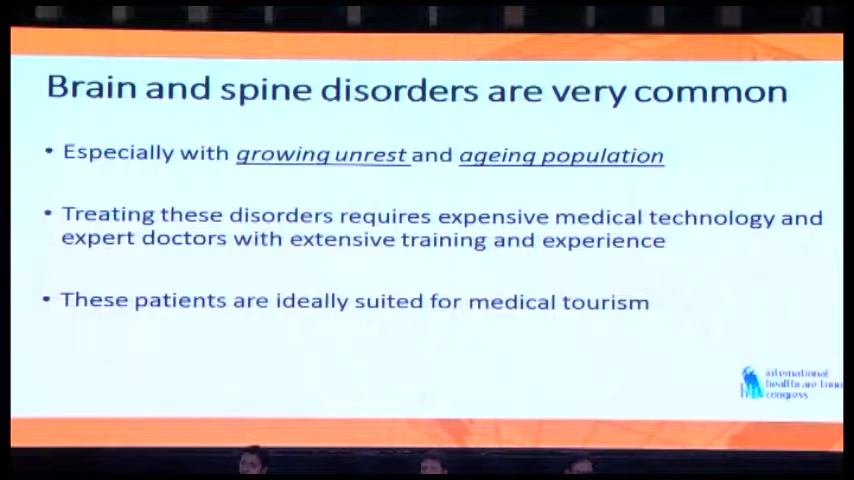 Brain and spine disorders are very common
• Especially with growing unrest and ageing population
• Treating these disorders requires expensive medical technology and
expert doctors with extensive training and experience
• These patients are ideally suited for medical tourism
international
healthcare
congress